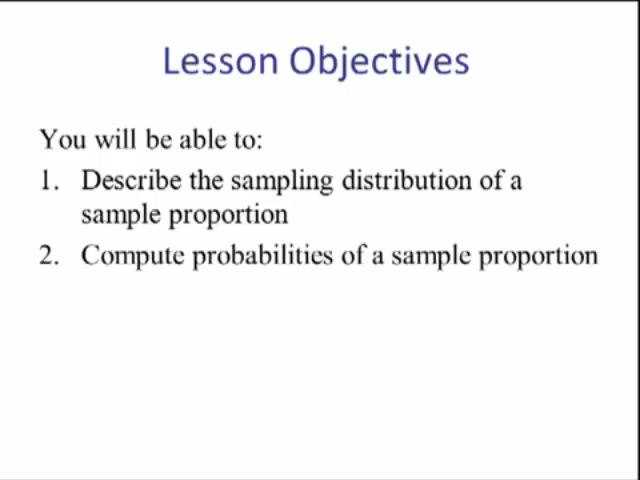 Lesson Objectives
You will be able to:
1. Describe the sampling distribution of a
sample proportion
2. Compute probabilities of a sample proportion